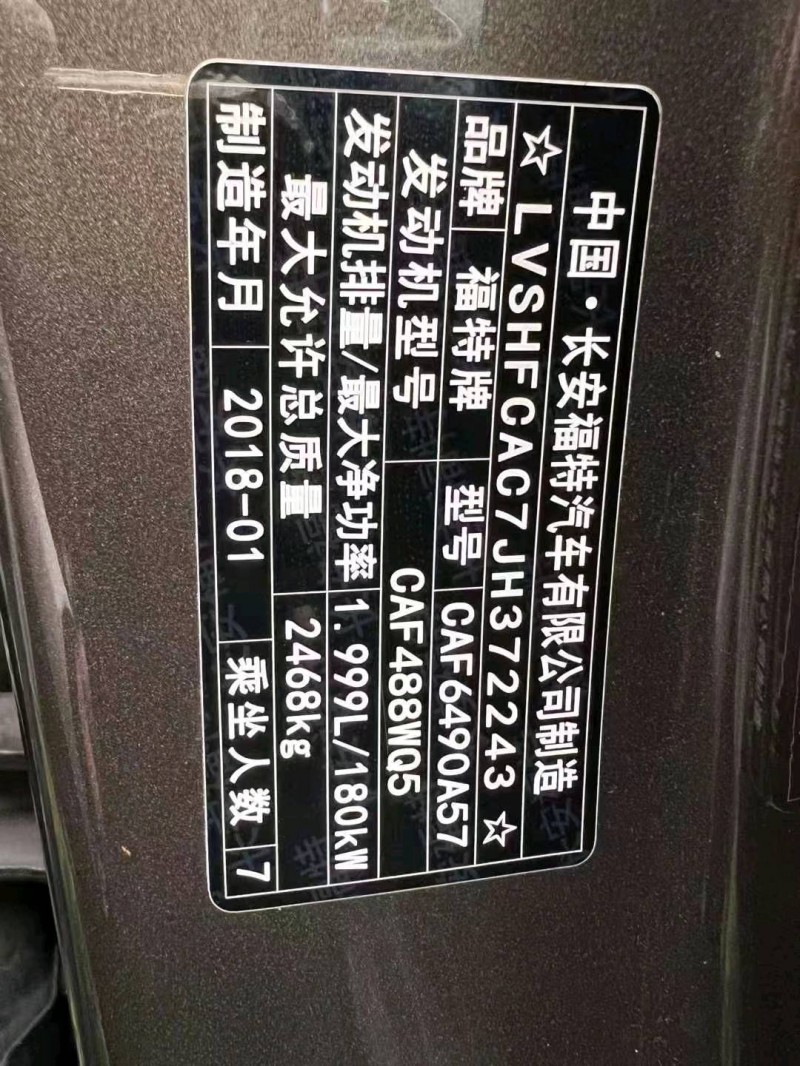 中国·长安福特汽车有限公司制造
☆LVSHFCAC7JH372243☆
品牌 福特牌 型号 CAF6490A57
发动机型号 CAF488WQ5
发动机排量/最大净功率 1.999L/180kW
最大允许总质量 2468kg
制造年月 2018-01 乘坐人数 7